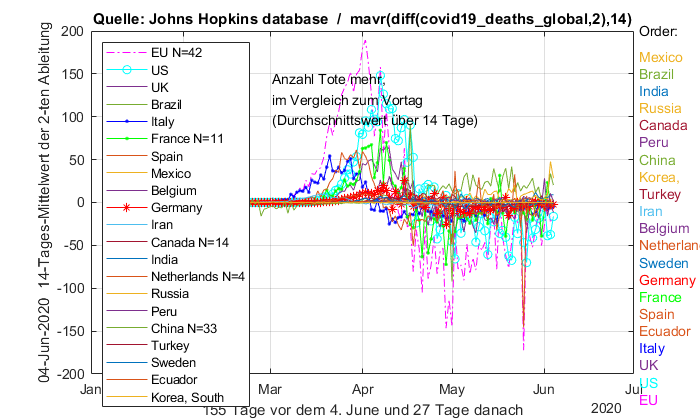 Quelle: Johns Hopkins database / mavr(diff(covid19_deaths_global,2),14)
04-Jun-2020 14-Tages-Mittelwert der 2-ten Ableitung
200
150
100
50
0
-50
-100
-150
-200
EU N=42
US
UK
Brazil
Italy
France N=11
Spain
Mexico
Belgium
Germany
Iran
Canada N=14
India
Netherlands N=4
Russia
Peru
China N=33
Turkey
Sweden
Ecuador
Korea, South
Anzahl Tote mehr,
im Vergleich zum Vortag
(Durchschnittswert über 14 Tage)
Order:
Mexico
Brazil
India
Russia
Canada
Peru
China
Korea,
Turkey
Iran
Belgium
Netherlan
Sweden
Germany
France
Spain
Ecuador
Italy
UK
US
EU
Jan Mar Apr May Jun Jul
2020
155 Tage vor dem 4. June und 27 Tage danach